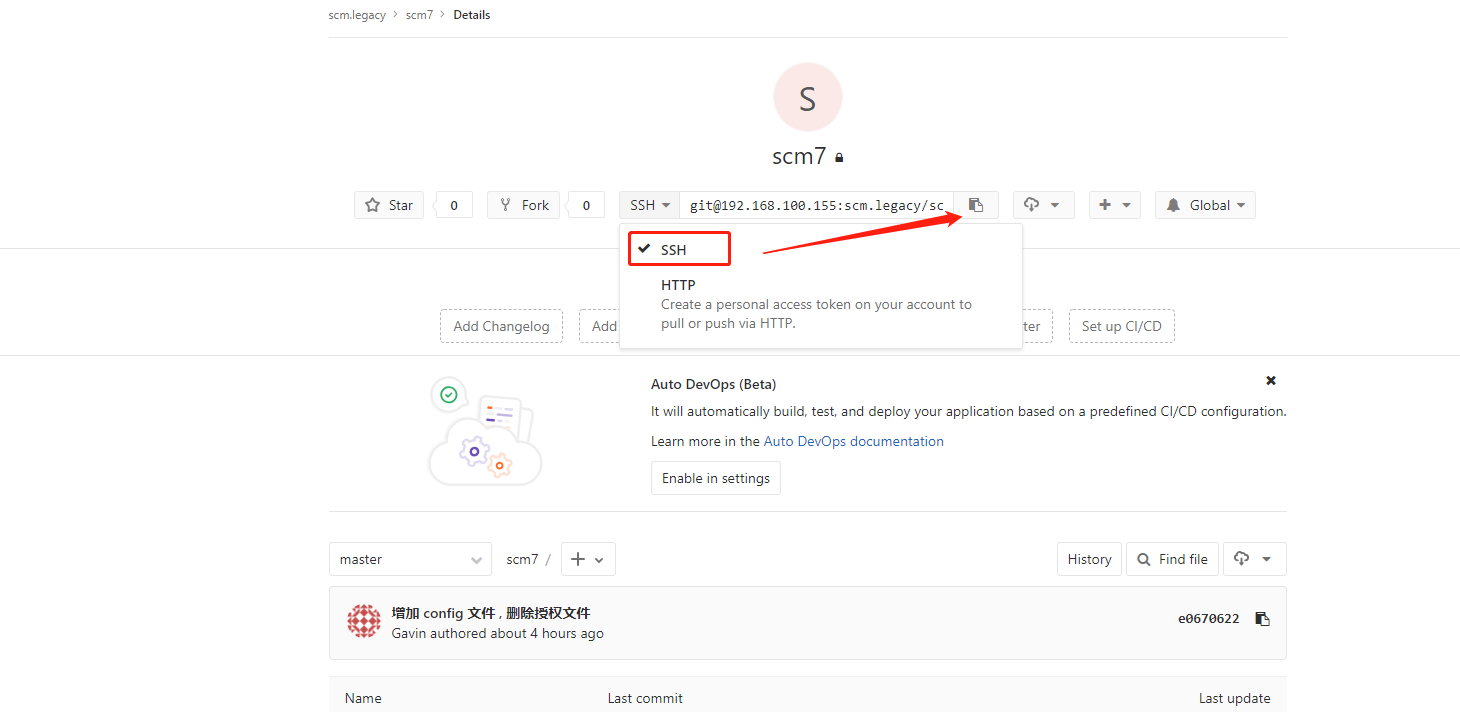 scm.legacy > scm7 > Details
S
scm7
Star 0 Fork 0 SSH git@192.168.100.155:scm.legacy/sc Global
SSH
HTTP
Create a personal access token on your account to
pull or push via HTTP.
Add Changelog Add ter Set up CI/CD
Auto DevOps (Beta)
It will automatically build, test, and deploy your application based on a predefined CI/CD configuration.
Learn more in the Auto DevOps documentation
Enable in settings
master scm7 / History Find file
增加 config 文件 , 删除授权文件
Gavin authored about 4 hours ago
e0670622
Name Last commit Last update